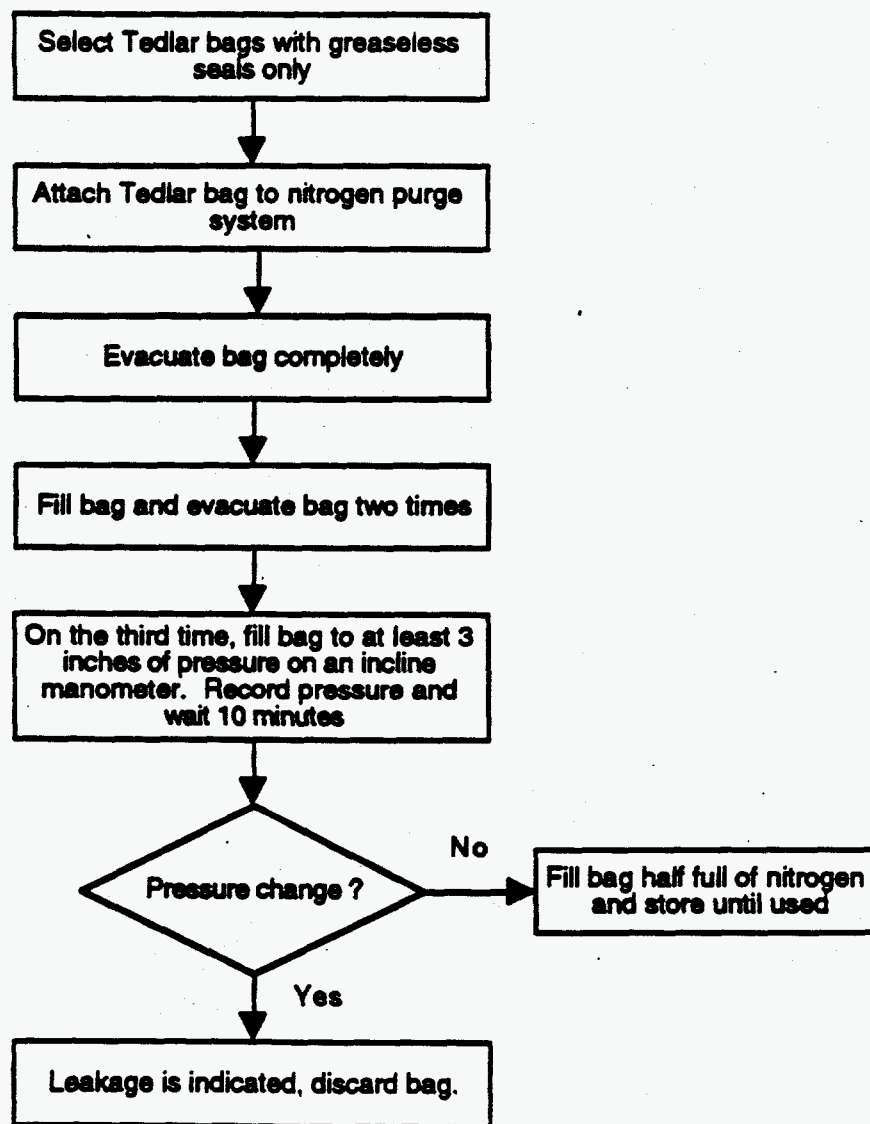 Select Tedlar bags with greaseless
seals only
Attach Tedlar bag to nitrogen purge
system
Evacuate bag completely
Fill bag and evacuate bag two times
On the third time, fill bag to at least 3
inches of pressure on an incline
manometer. Record pressure and
wait 10 minutes
Pressure change ?
No
Fill bag half full of nitrogen
and store until used
Yes
Leakage is indicated, discard bag.